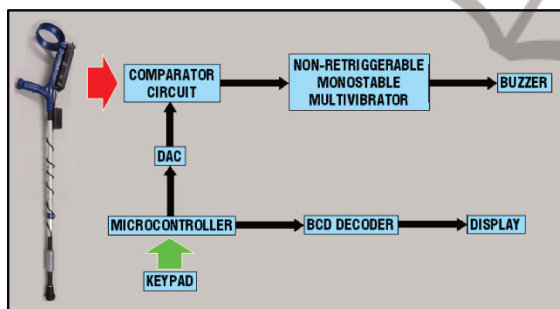 COMPARATOR
CIRCUIT
NON-RETRIGGERABLE
MONOSTABLE
MULTIVIBRATOR
BUZZER
DAC
MICROCONTROLLER
BCD DECODER
DISPLAY
KEYPAD